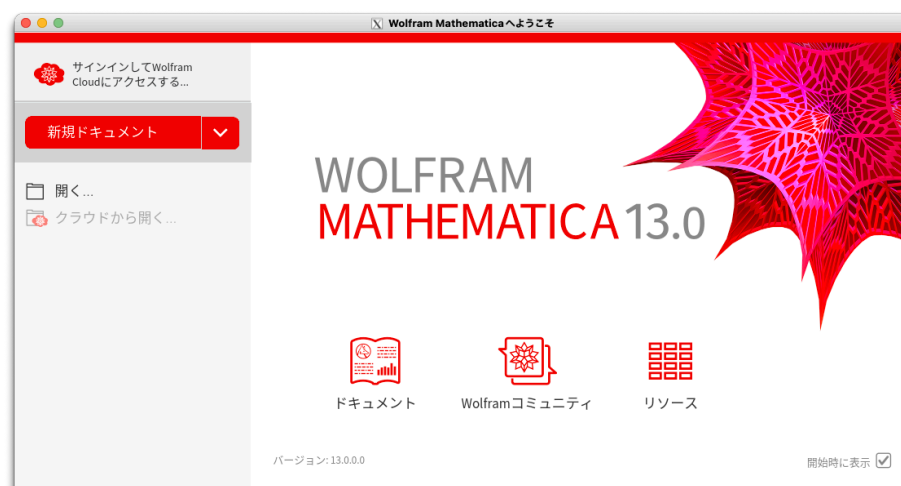 Wolfram Mathematicaへようこそ
サインインしてWolfram
Cloudにアクセスする...
新規ドキュメント
開く...
クラウドから開く...
WOLFRAM
MATHEMATICA 13.0
ドキュメント
Wolframコミュニティ
リソース
バージョン: 13.0.0.0
開始時に表示